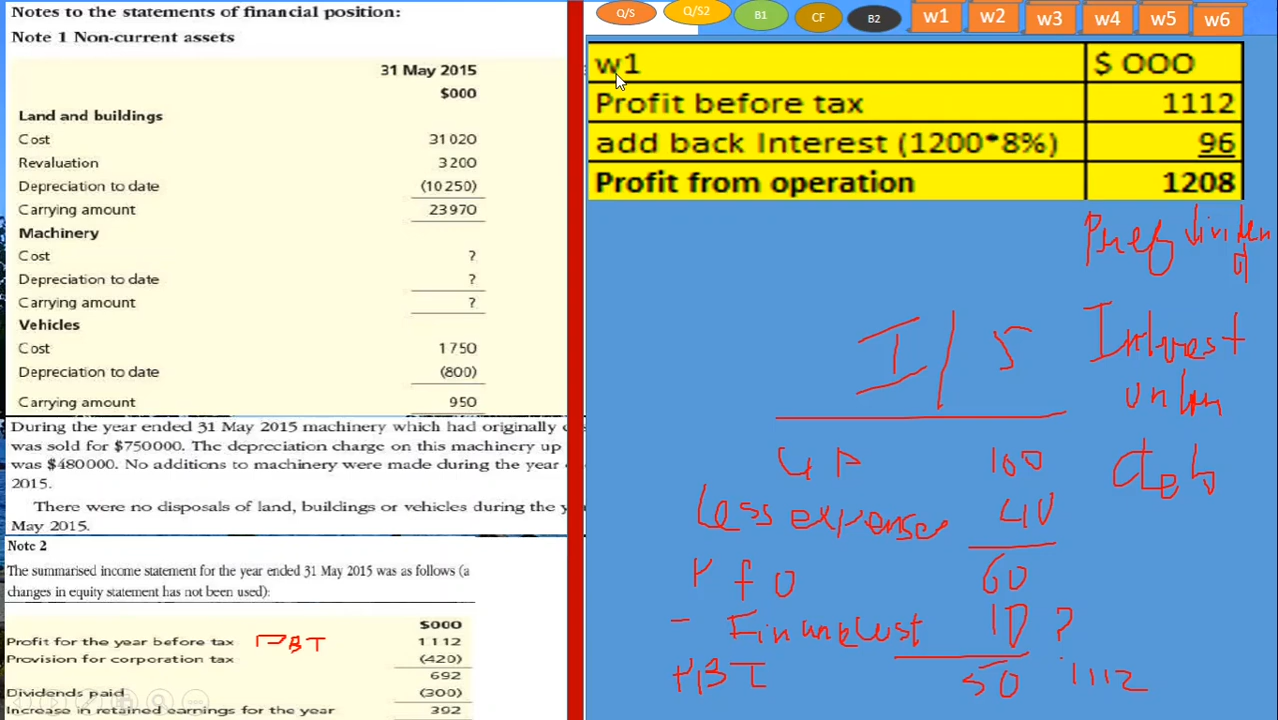 Notes to the statements of financial position:
Note 1 Non-current assets
31 May 2015
$000
Land and buildings
Cost 31 020
Revaluation 3 200
Depreciation to date (10 250)
Carrying amount 23 970
Machinery
Cost ?
Depreciation to date ?
Carrying amount ?
Vehicles
Cost 1 750
Depreciation to date (800)
Carrying amount 950
During the year ended 31 May 2015 machinery which had originally
was sold for $750000. The depreciation charge on this machinery up
was $480000. No additions to machinery were made during the year
2015.
There were no disposals of land, buildings or vehicles during the
May 2015.
Note 2
The summarised income statement for the year ended 31 May 2015 was as follows (a
changes in equity statement has not been used):
$000
Profit for the year before tax PBT 1 112
Provision for corporation tax (420)
692
Dividends paid (300)
Increase in retained earnings for the year 392
Q/S Q/S2 B1 CF B2 w1 w2 w3 w4 w5 w6
w1 $ 000
Profit before tax 1112
add back Interest (1200*8%) 96
Profit from operation 1208
Pref dividend
I/S
Interest
GP 100
deb
Less expense 40
P f o 60
- Finance cost 10 ?
PBT 50 1112